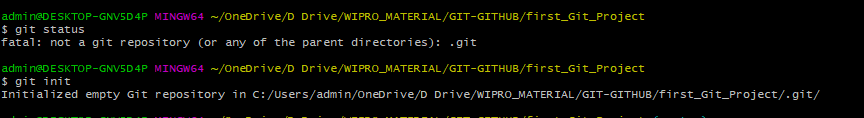 admin@DESKTOP-GNV5D4P MINGW64 ~/OneDrive/D Drive/WIPRO_MATERIAL/GIT-GITHUB/first_Git_Project
$ git status
fatal: not a git repository (or any of the parent directories): .git
admin@DESKTOP-GNV5D4P MINGW64 ~/OneDrive/D Drive/WIPRO_MATERIAL/GIT-GITHUB/first_Git_Project
$ git init
Initialized empty Git repository in C:/Users/admin/OneDrive/D Drive/WIPRO_MATERIAL/GIT-GITHUB/first_Git_Project/.git/